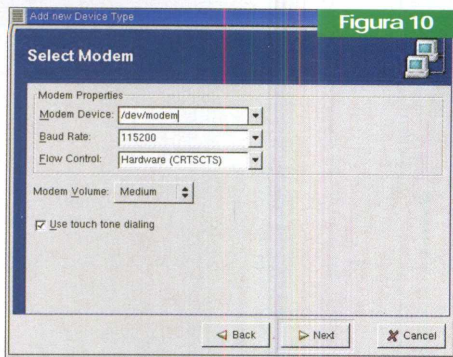 Add new Device Type
Figura 10
Select Modem
Modem Properties
Modem Device: /dev/modem
Baud Rate: 115200
Flow Control: Hardware (CRTSCTS)
Modem Volume: Medium
Use touch tone dialing
Back Next Cancel